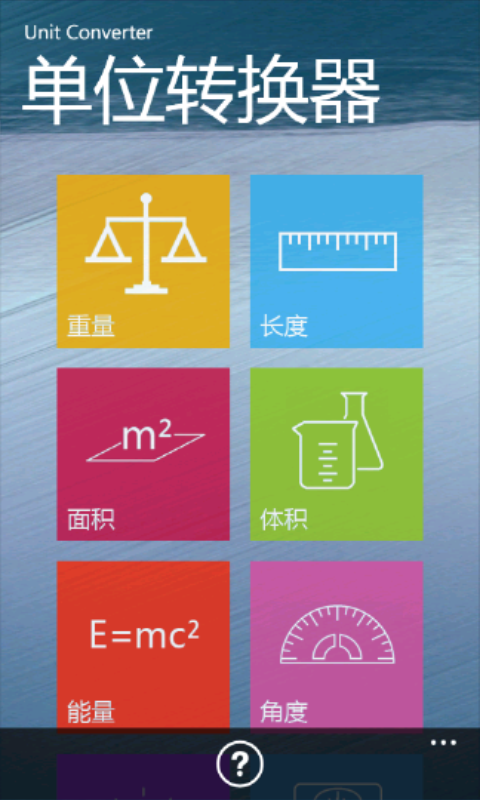 Unit Converter
单位转换器
重量
长度
m²
面积
体积
E=mc²
能量
角度
?